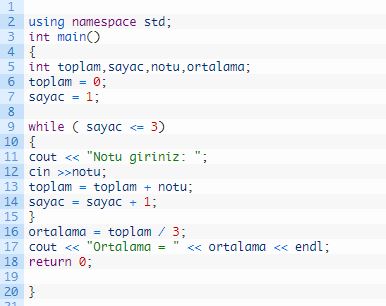 1
2 using namespace std;
3 int main()
4 {
5 int toplam,sayac,notu,ortalama;
6 toplam = 0;
7 sayac = 1;
8
9 while ( sayac <= 3)
10 {
11 cout << "Notu giriniz: ";
12 cin >>notu;
13 toplam = toplam + notu;
14 sayac = sayac + 1;
15 }
16 ortalama = toplam / 3;
17 cout << "Ortalama = " << ortalama << endl;
18 return 0;
19
20 }
21